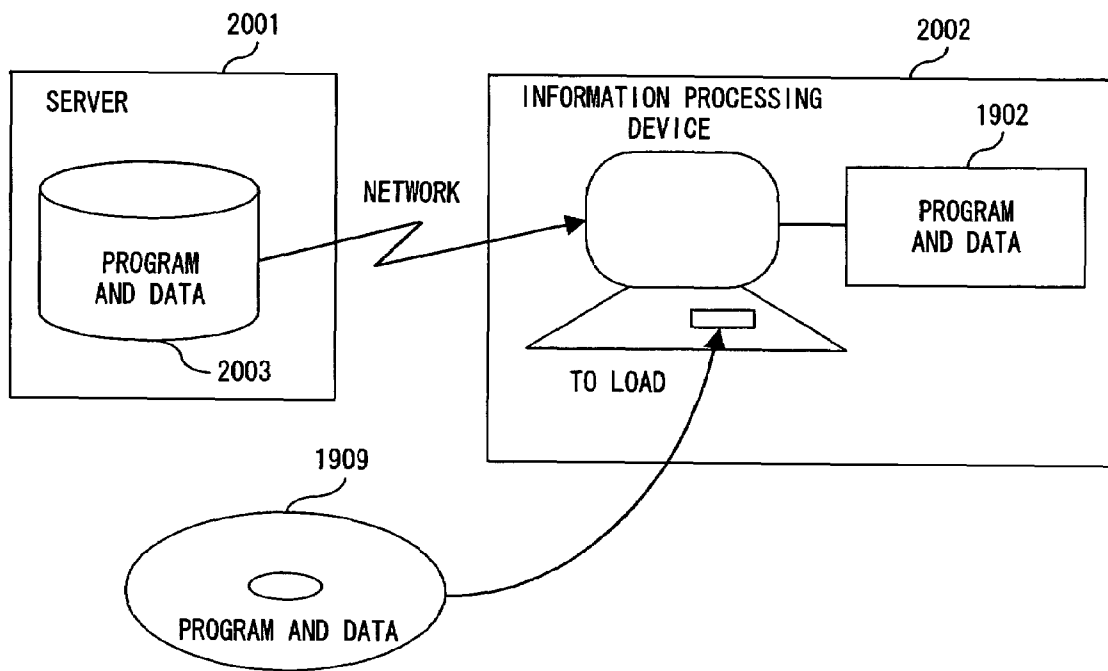 2001
SERVER
PROGRAM
AND DATA
2003
NETWORK
2002
INFORMATION PROCESSING
DEVICE
1902
PROGRAM
AND DATA
TO LOAD
1909
PROGRAM AND DATA